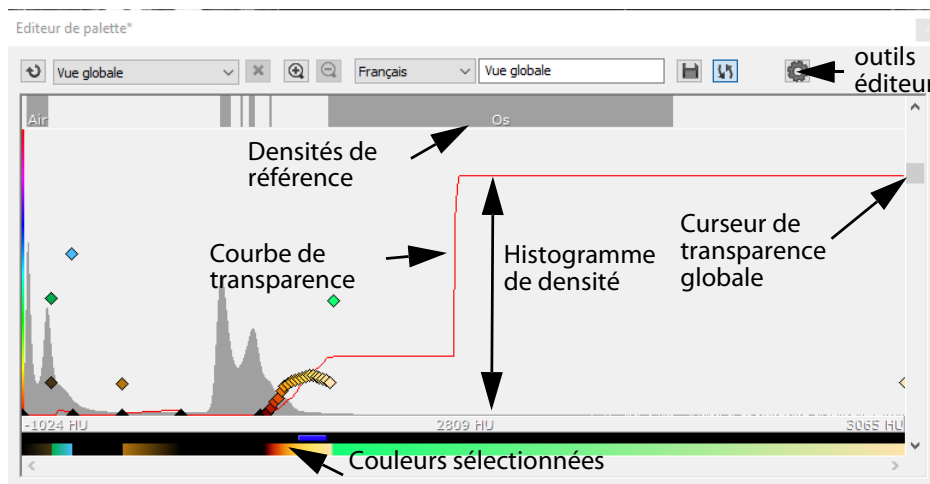 Editeur de palette*
Vue globale
Français
Vue globale
outils
éditeur
Air
Os
Densités de
référence
Courbe de
transparence
Histogramme
de densité
Curseur de
transparence
globale
-1024 HU
2809 HU
3065 HU
Couleurs sélectionnées